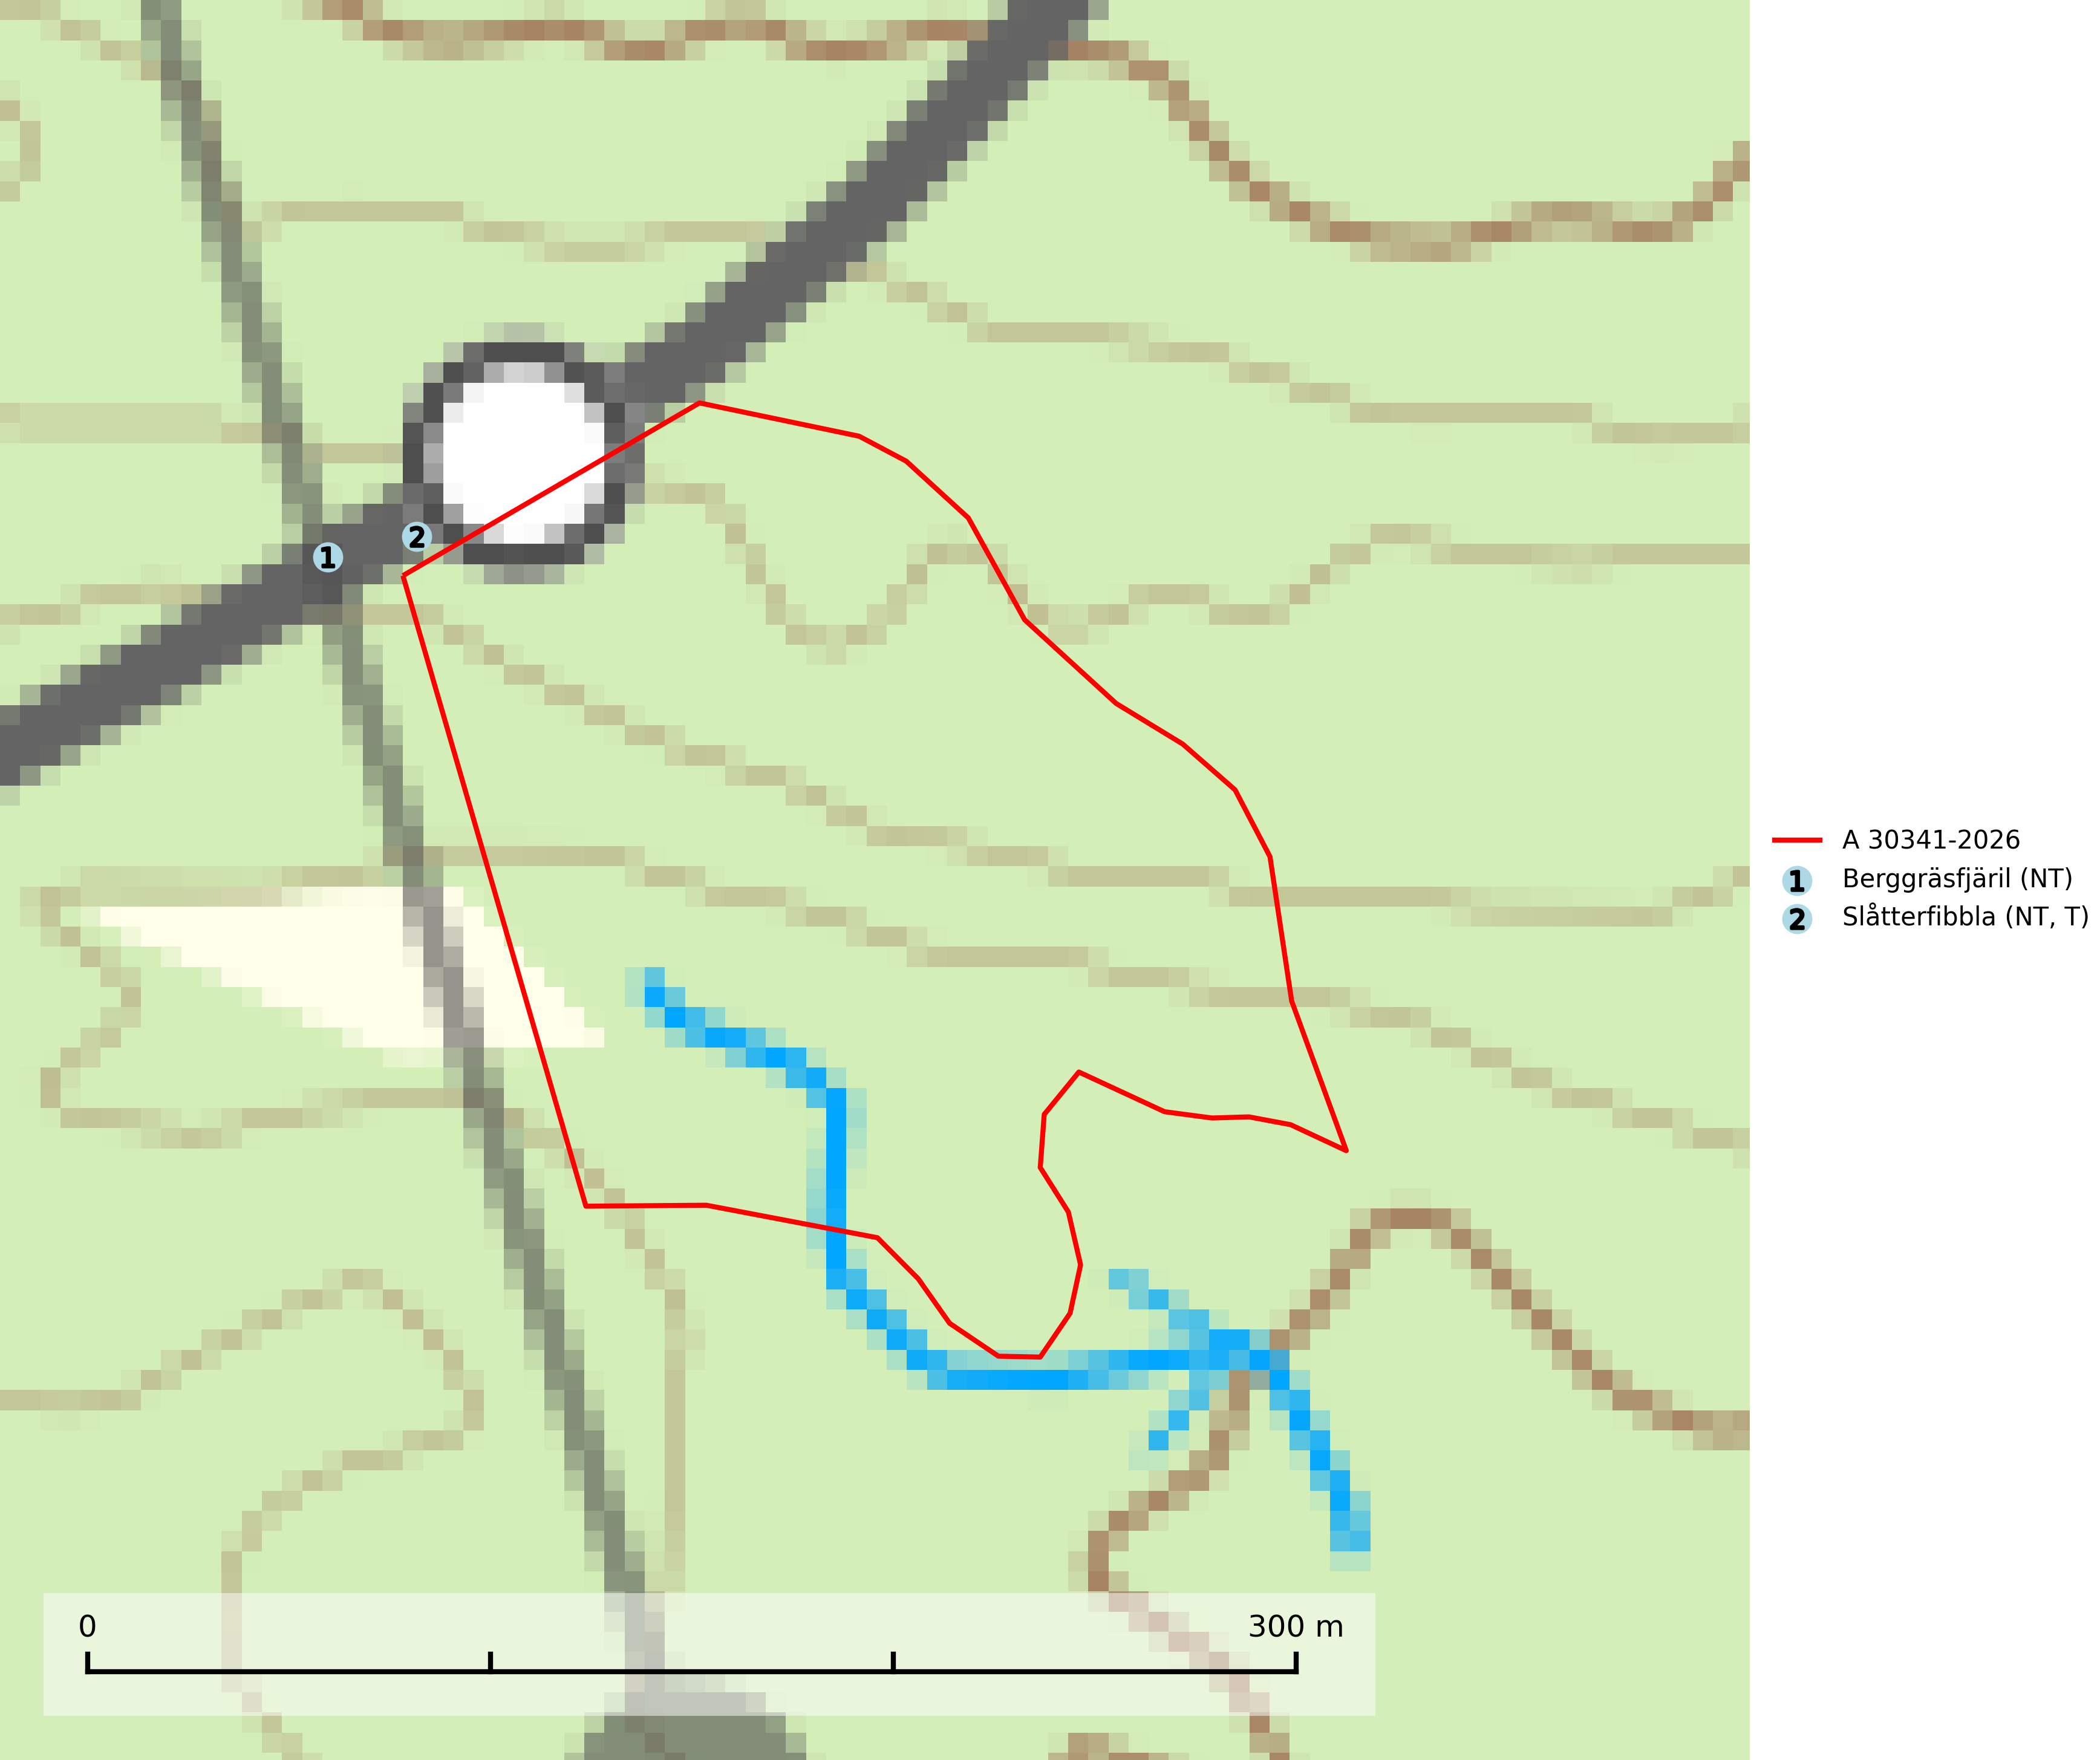 1
2
A 30341-2026
1 Berggräsfjäril (NT)
2 Slåtterfibbla (NT, T)
0 300 m